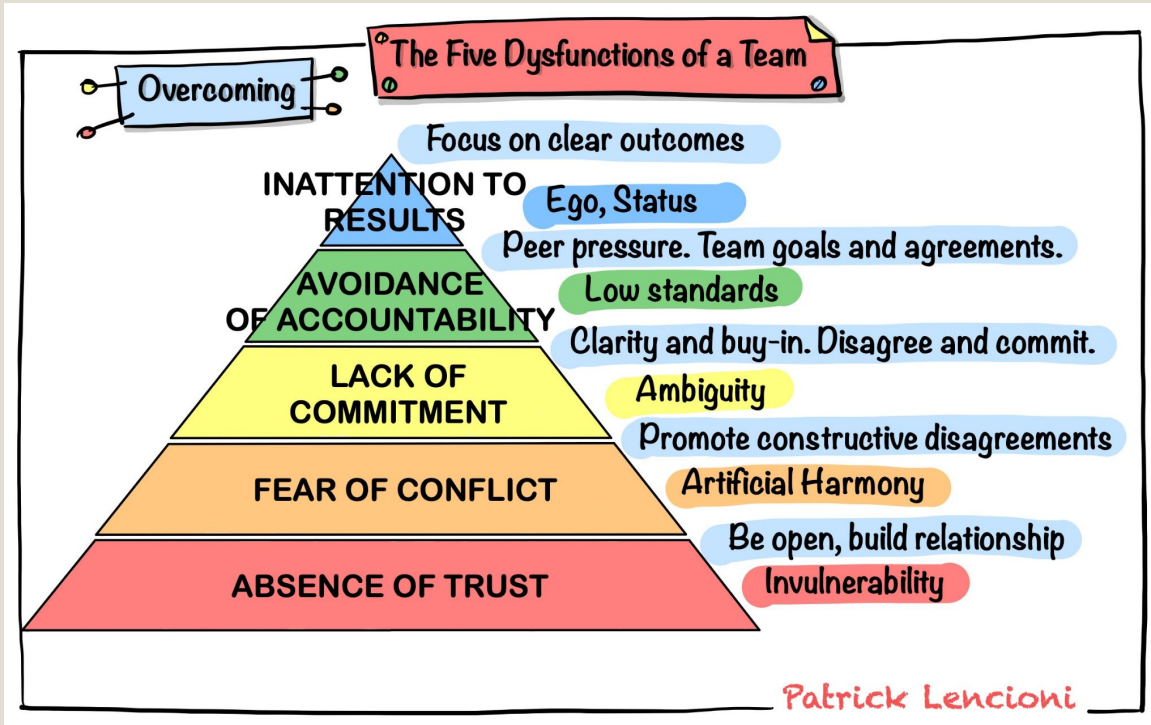 The Five Dysfunctions of a Team
Overcoming
Focus on clear outcomes
INATTENTION TO
RESULTS
Ego, Status
Peer pressure. Team goals and agreements.
AVOIDANCE
OF ACCOUNTABILITY
Low standards
Clarity and buy-in. Disagree and commit.
LACK OF
COMMITMENT
Ambiguity
Promote constructive disagreements
FEAR OF CONFLICT
Artificial Harmony
Be open, build relationship
ABSENCE OF TRUST
Invulnerability
Patrick Lencioni